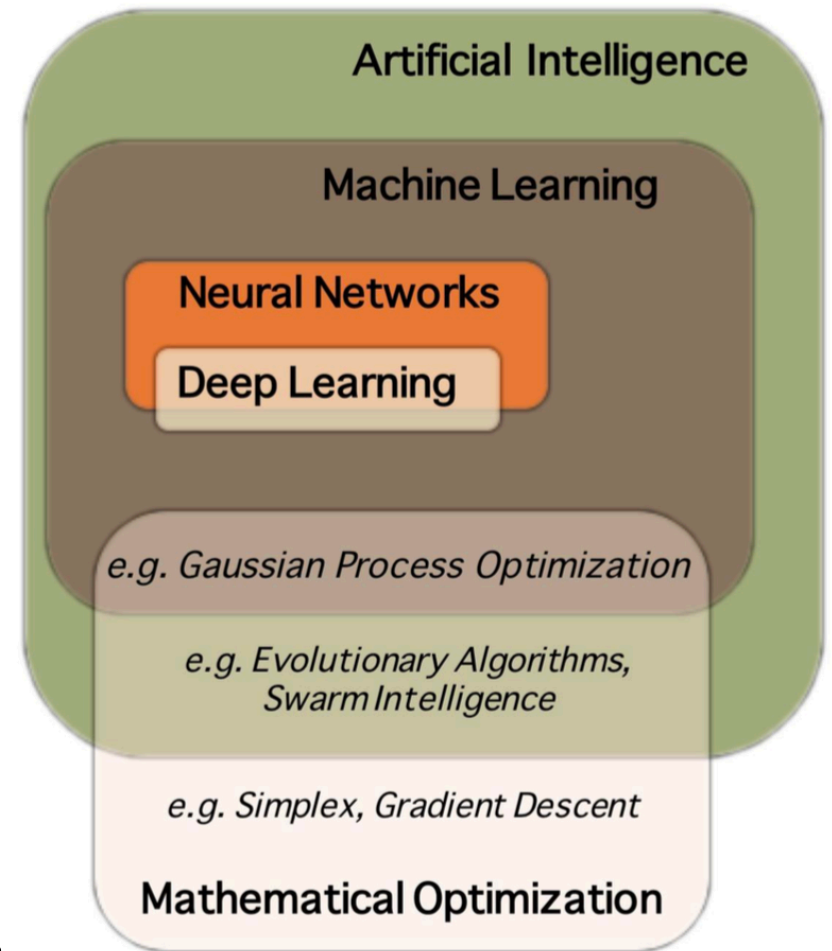 Artificial Intelligence
Machine Learning
Neural Networks
Deep Learning
e.g. Gaussian Process Optimization
e.g. Evolutionary Algorithms,
Swarm Intelligence
e.g. Simplex, Gradient Descent
Mathematical Optimization